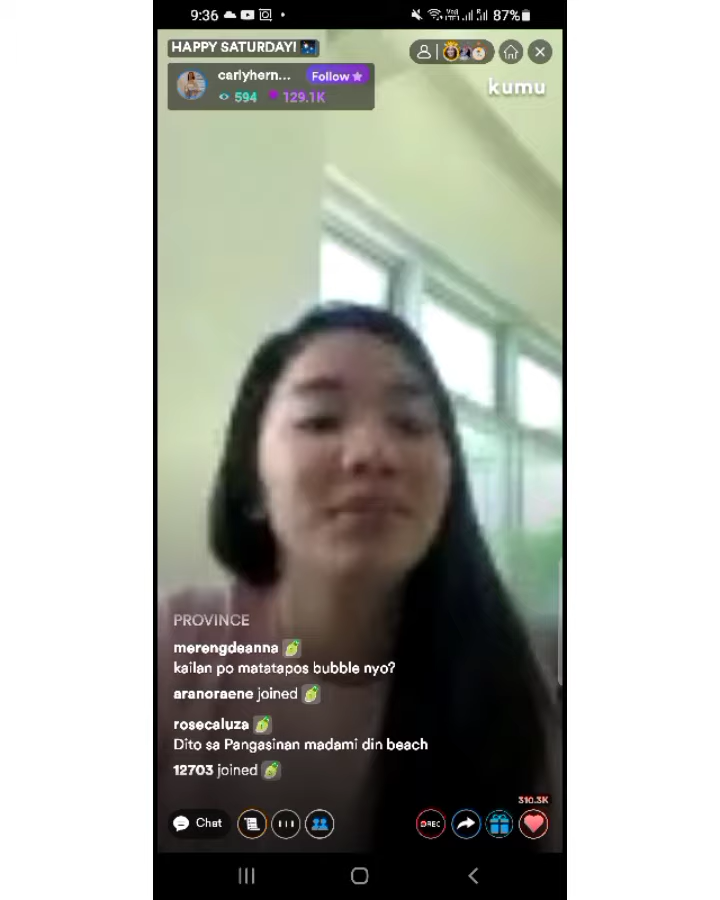 9:36
87%
HAPPY SATURDAY!
carlyhern... Follow
594 129.1K
kumu
PROVINCE
merengdeanna
kailan po matatapos bubble nyo?
aranoraene joined
rosecaluza
Dito sa Pangasinan madami din beach
12703 joined
310.3K
Chat
REC